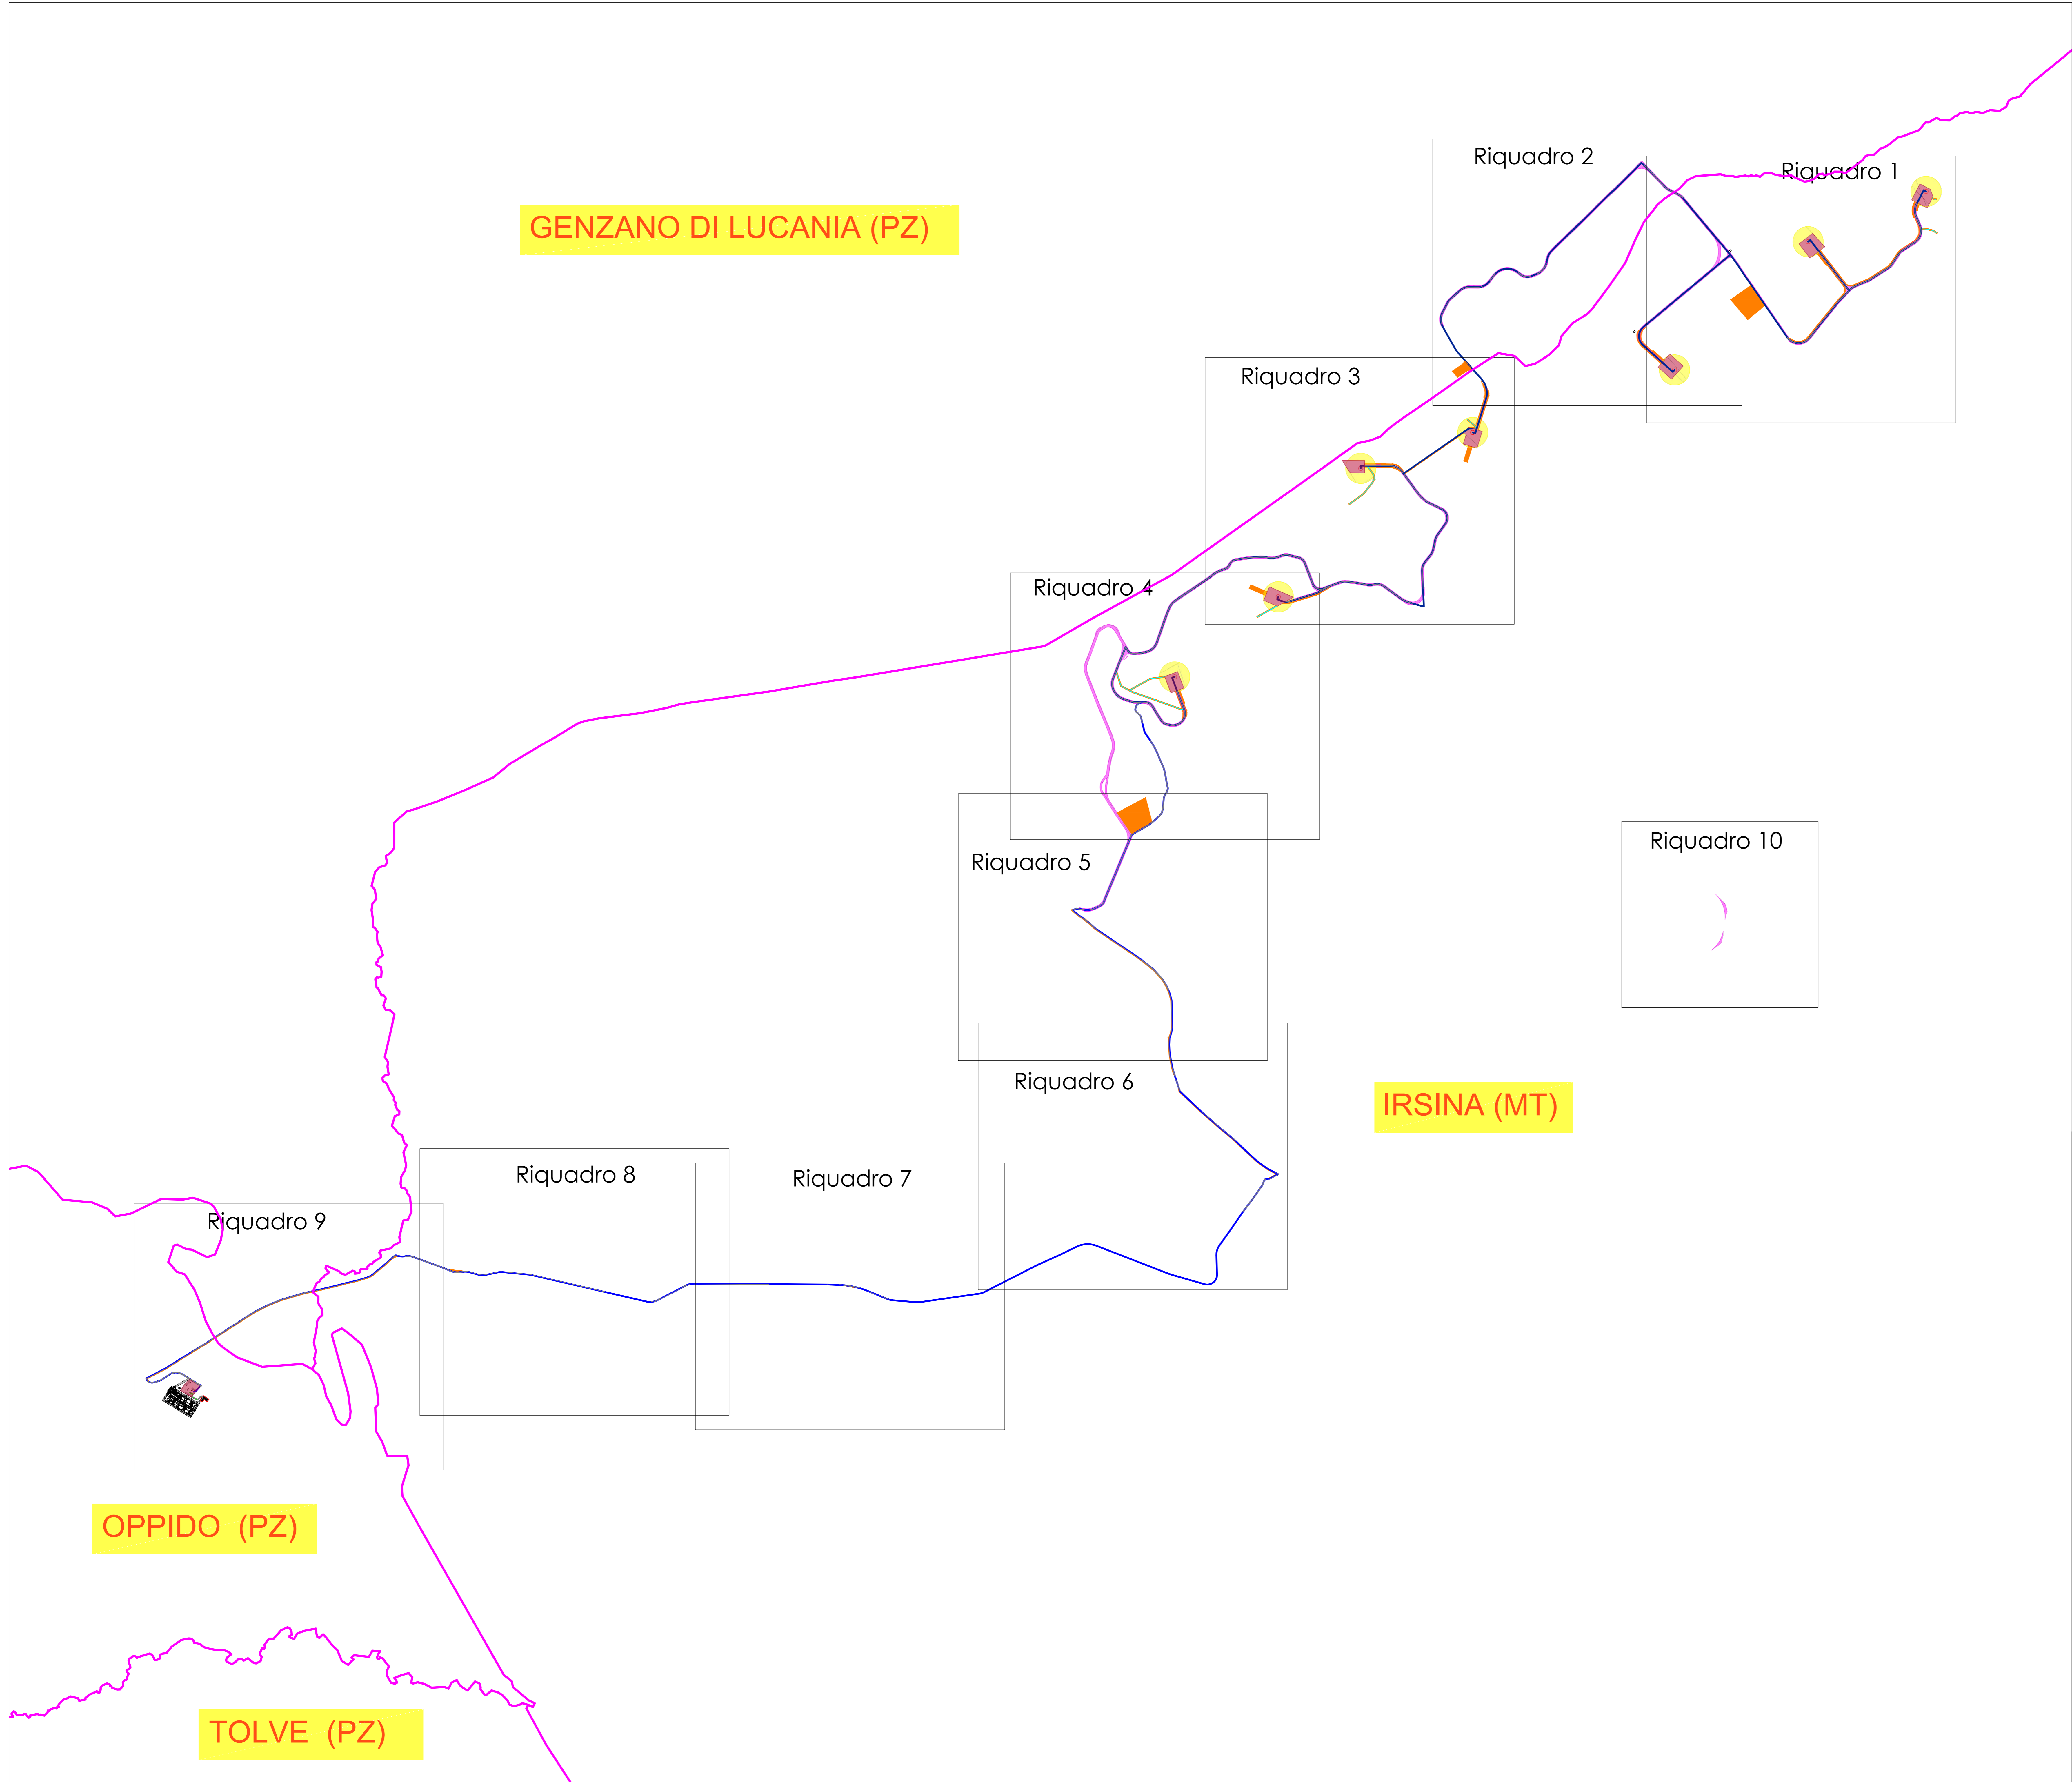 Riquadro 2
Riquadro 1
GENZANO DI LUCANIA (PZ)
Riquadro 3
Riquadro 4
Riquadro 10
Riquadro 5
Riquadro 6
IRSINA (MT)
Riquadro 8
Riquadro 7
Riquadro 9
OPPIDO (PZ)
TOLVE (PZ)